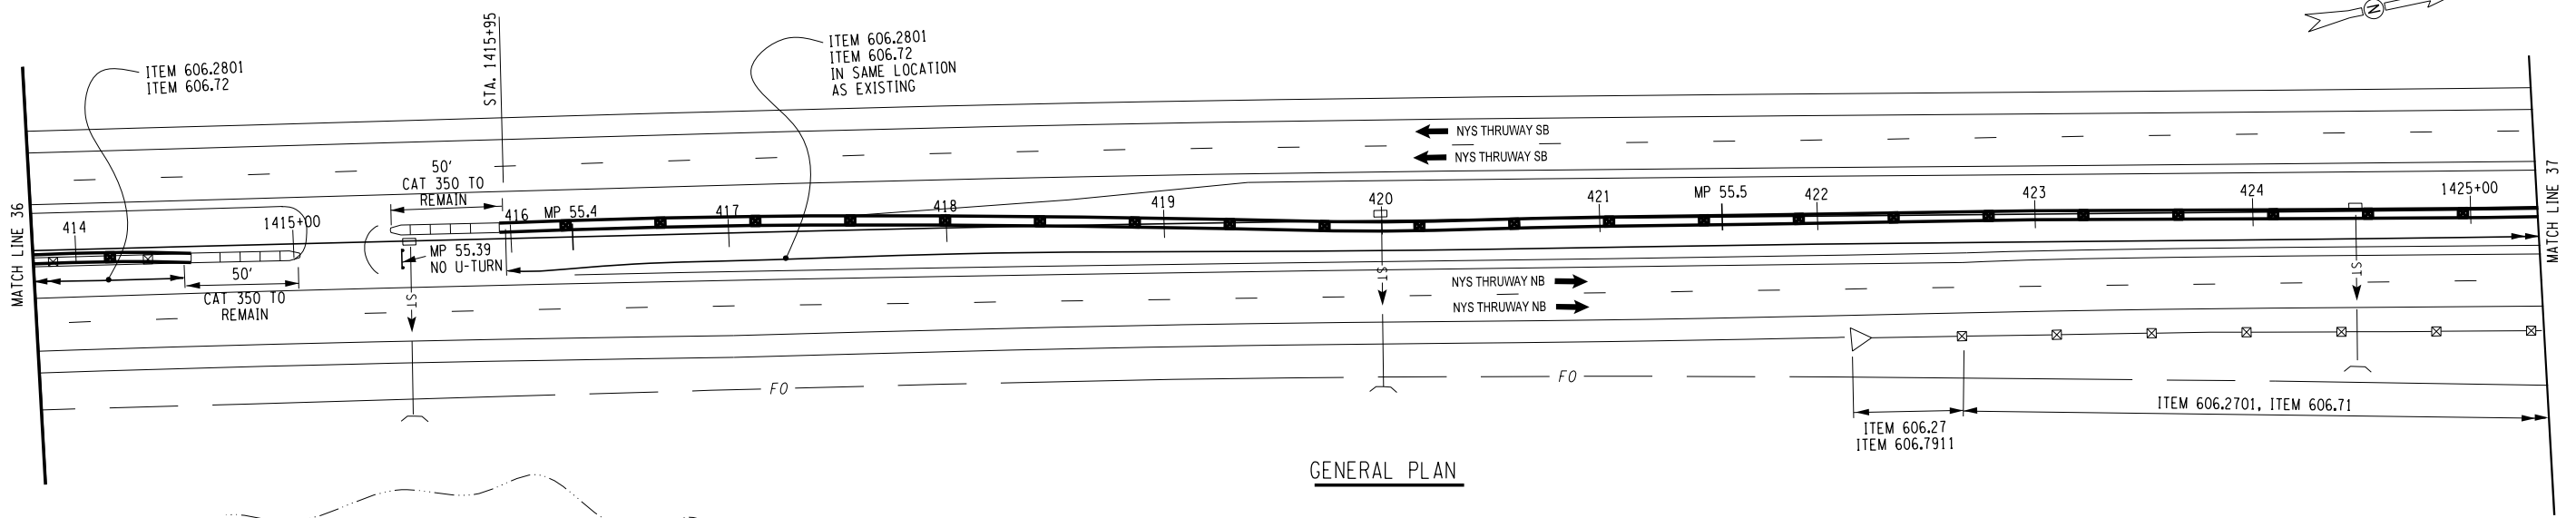 N
ITEM 606.2801
ITEM 606.72
STA. 1415+95
ITEM 606.2801
ITEM 606.72
IN SAME LOCATION
AS EXISTING
MATCH LINE 36
NYS THRUWAY SB
NYS THRUWAY SB
50'
CAT 350 TO
REMAIN
414
1415+00
416
MP 55.4
417
418
419
420
421
MP 55.5
422
423
424
1425+00
MATCH LINE 37
MP 55.39
NO U-TURN
50'
CAT 350 TO
REMAIN
ST
ST
ST
NYS THRUWAY NB
NYS THRUWAY NB
FO
FO
ITEM 606.2701, ITEM 606.71
ITEM 606.27
ITEM 606.7911
GENERAL PLAN